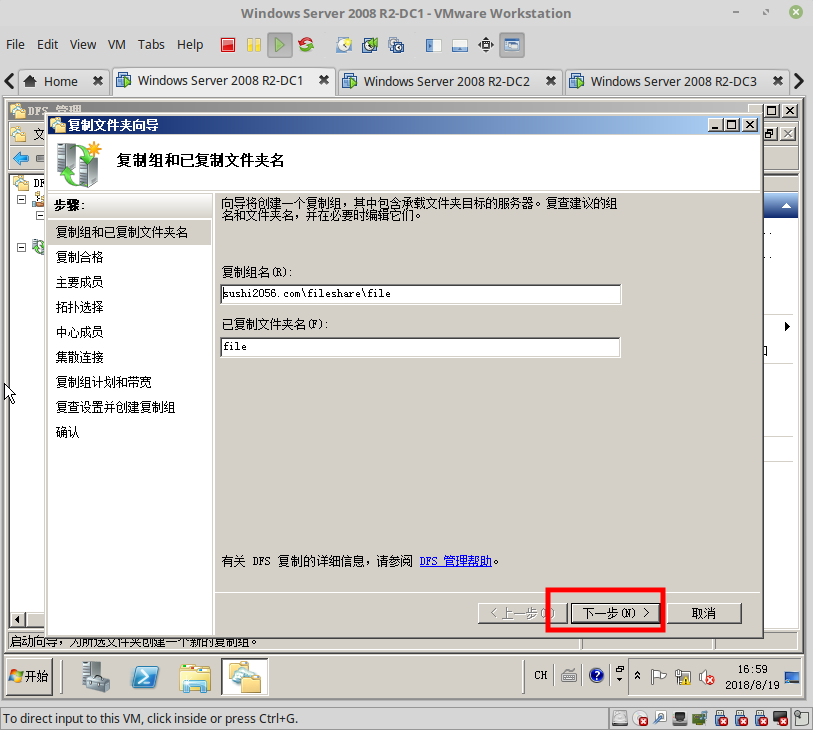 Windows Server 2008 R2-DC1 - VMware Workstation
File Edit View VM Tabs Help
Home Windows Server 2008 R2-DC1 Windows Server 2008 R2-DC2 Windows Server 2008 R2-DC3
DFS 管理
复制文件夹向导
文
复制组和已复制文件夹名
步骤:
向导将创建一个复制组，其中包含承载文件夹目标的服务器。复查建议的组
名和文件夹名，并在必要时编辑它们。
复制组和已复制文件夹名
复制合格
主要成员
拓扑选择
中心成员
集散连接
复制组计划和带宽
复查设置并创建复制组
确认
复制组名(R):
sushi2056.com\fileshare\file
已复制文件夹名(F):
file
有关 DFS 复制的详细信息，请参阅 DFS 管理帮助。
< 上一步 下一步(N) > 取消
启动向导，为所选文件夹创建一个新的复制组。
开始 CH 16:59
2018/8/19
To direct input to this VM, click inside or press Ctrl+G.